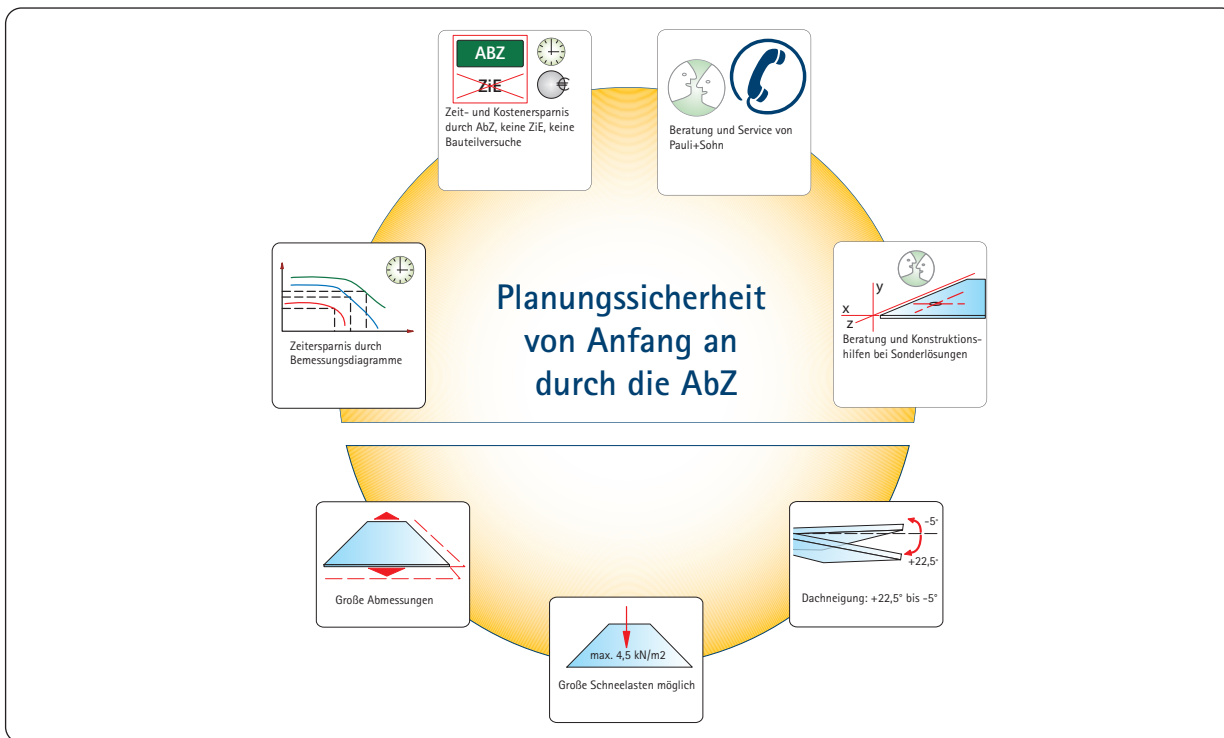 ABZ
ZiE
€
Zeit- und Kostenersparnis
durch AbZ, keine ZiE, keine
Bauteilversuche
Beratung und Service von
Pauli+Sohn
Zeitersparnis durch
Bemessungsdiagramme
Planungssicherheit
von Anfang an
durch die AbZ
y
x
z
Beratung und Konstruktions-
hilfen bei Sonderlösungen
Große Abmessungen
max. 4,5 kN/m2
Große Schneelasten möglich
-5°
+22,5°
Dachneigung: +22,5° bis -5°